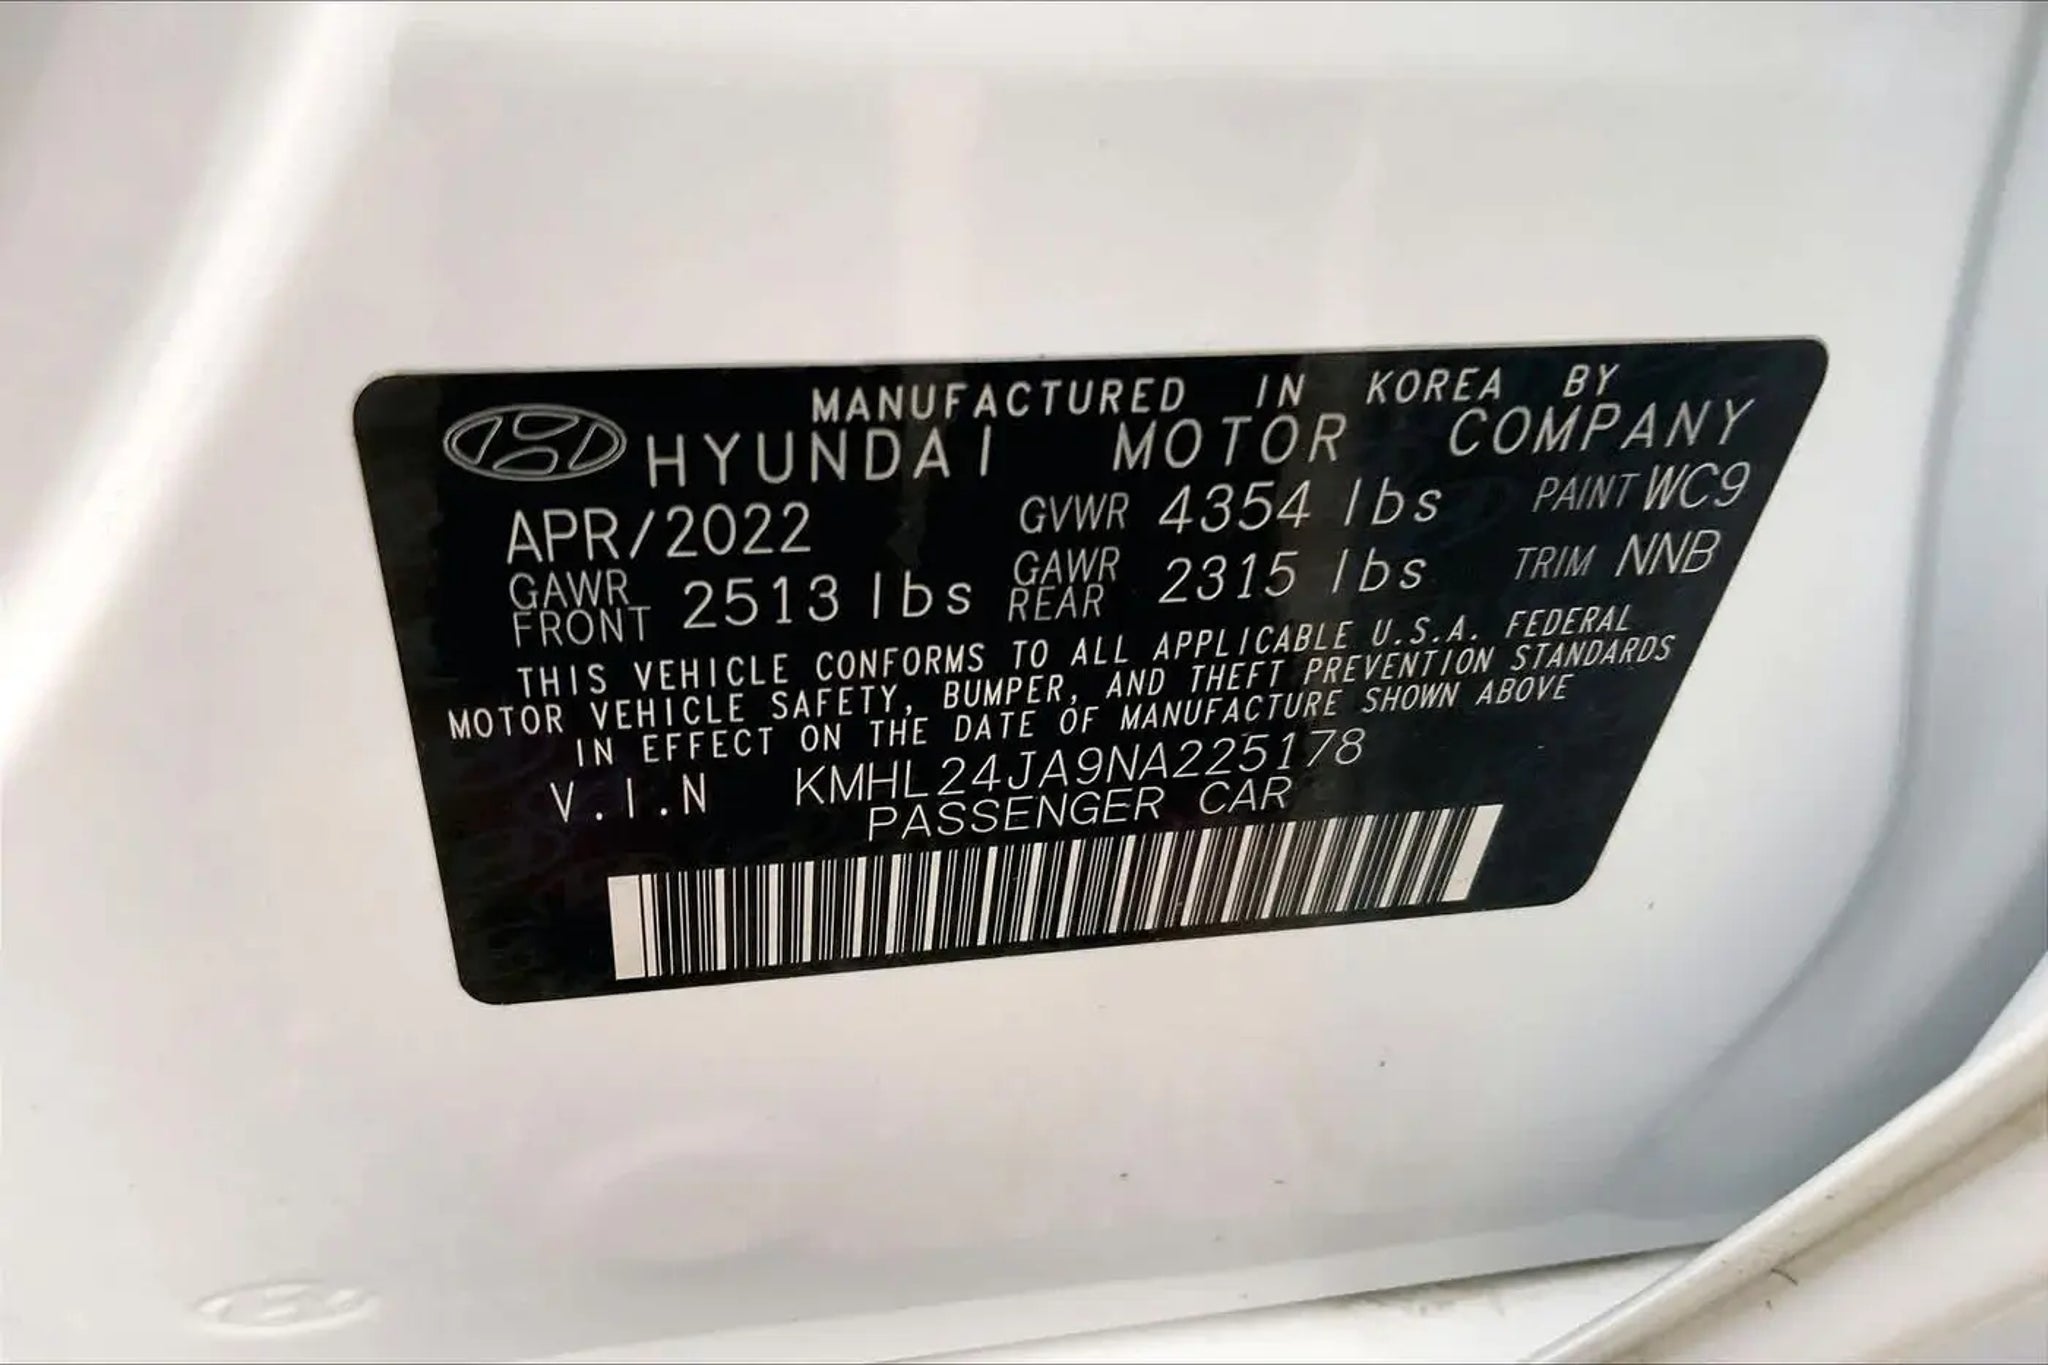 MANUFACTURED IN KOREA BY
HYUNDAI MOTOR COMPANY
APR/2022 GVWR 4354 lbs PAINT WC9
GAWR FRONT 2513 lbs GAWR REAR 2315 lbs TRIM NNB
THIS VEHICLE CONFORMS TO ALL APPLICABLE U.S.A. FEDERAL
MOTOR VEHICLE SAFETY, BUMPER, AND THEFT PREVENTION STANDARDS
IN EFFECT ON THE DATE OF MANUFACTURE SHOWN ABOVE
V.I.N KMHL24JA9NA225178
PASSENGER CAR